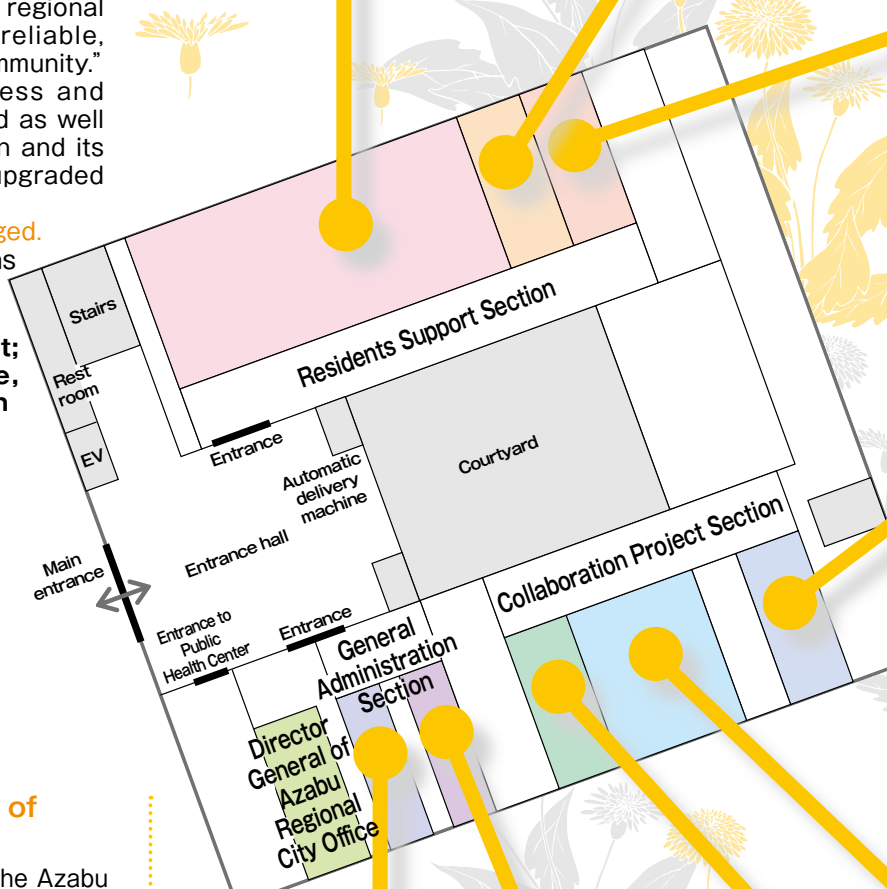 regional
reliable,
mmunity.”
ess and
d as well
n and its
upgraded
ged.
as
t;
e,
n
Stairs
Rest
room
EV
Residents Support Section
Entrance
Automatic
delivery
machine
Courtyard
Entrance hall
Main
entrance
Entrance to
Public
Health Center
Entrance
General
Administration
Section
Collaboration Project Section
Director
General of
Azabu
Regional
City Office
of
he Azabu